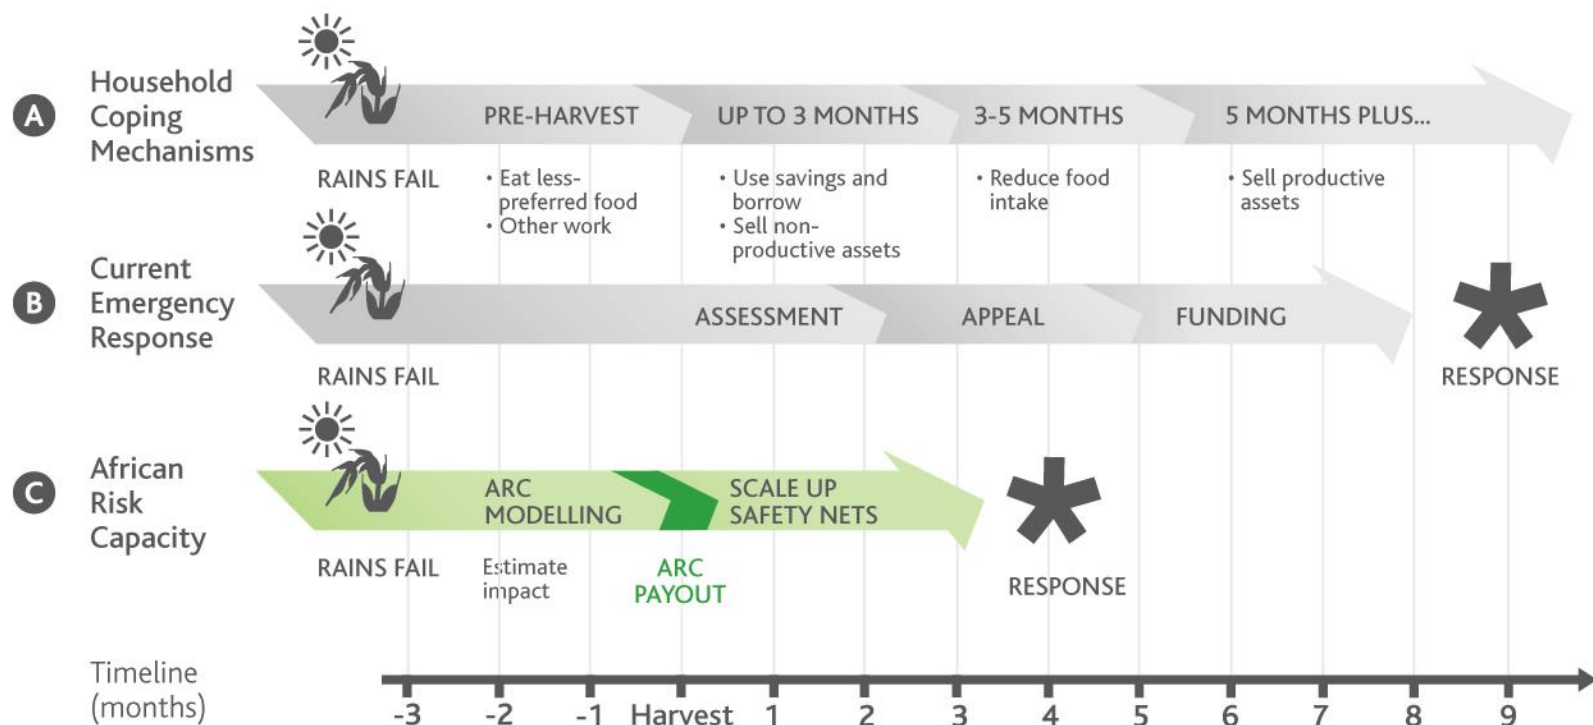 A
Household
Coping
Mechanisms
PRE-HARVEST
UP TO 3 MONTHS
3-5 MONTHS
5 MONTHS PLUS...
RAINS FAIL
• Eat less-
preferred food
• Other work
• Use savings and
borrow
• Sell non-
productive assets
• Reduce food
intake
• Sell productive
assets
B
Current
Emergency
Response
ASSESSMENT
APPEAL
FUNDING
RAINS FAIL
RESPONSE
C
African
Risk
Capacity
ARC
MODELLING
SCALE UP
SAFETY NETS
RAINS FAIL
Estimate
impact
ARC
PAYOUT
RESPONSE
Timeline
(months)
-3 -2 -1 Harvest 1 2 3 4 5 6 7 8 9